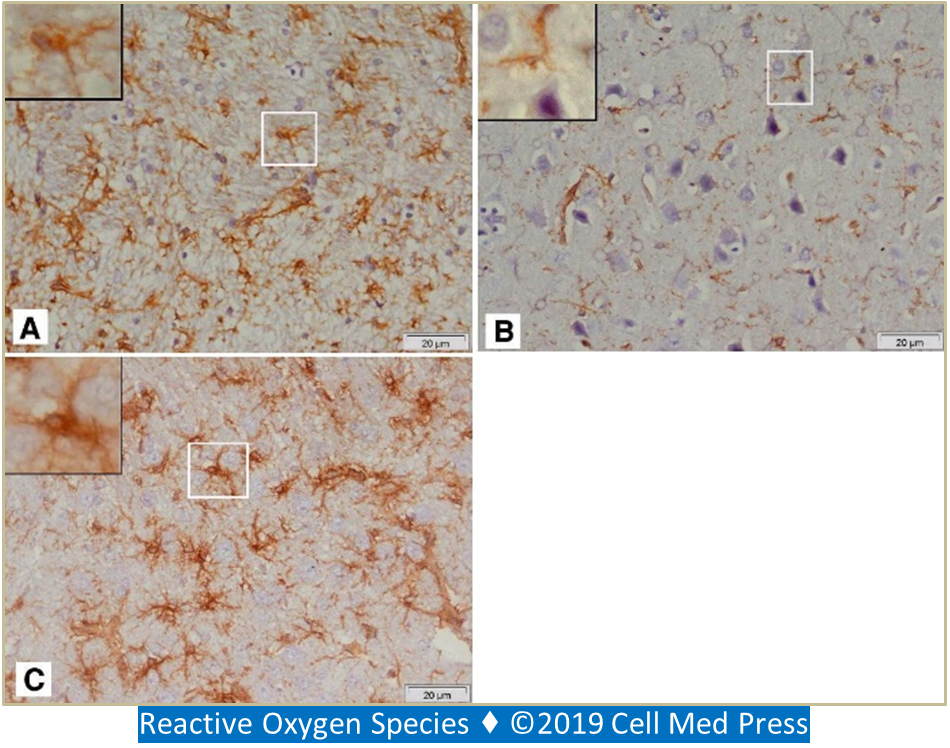 A
20 µm
B
20 µm
C
20 µm
Reactive Oxygen Species ♦ ©2019 Cell Med Press